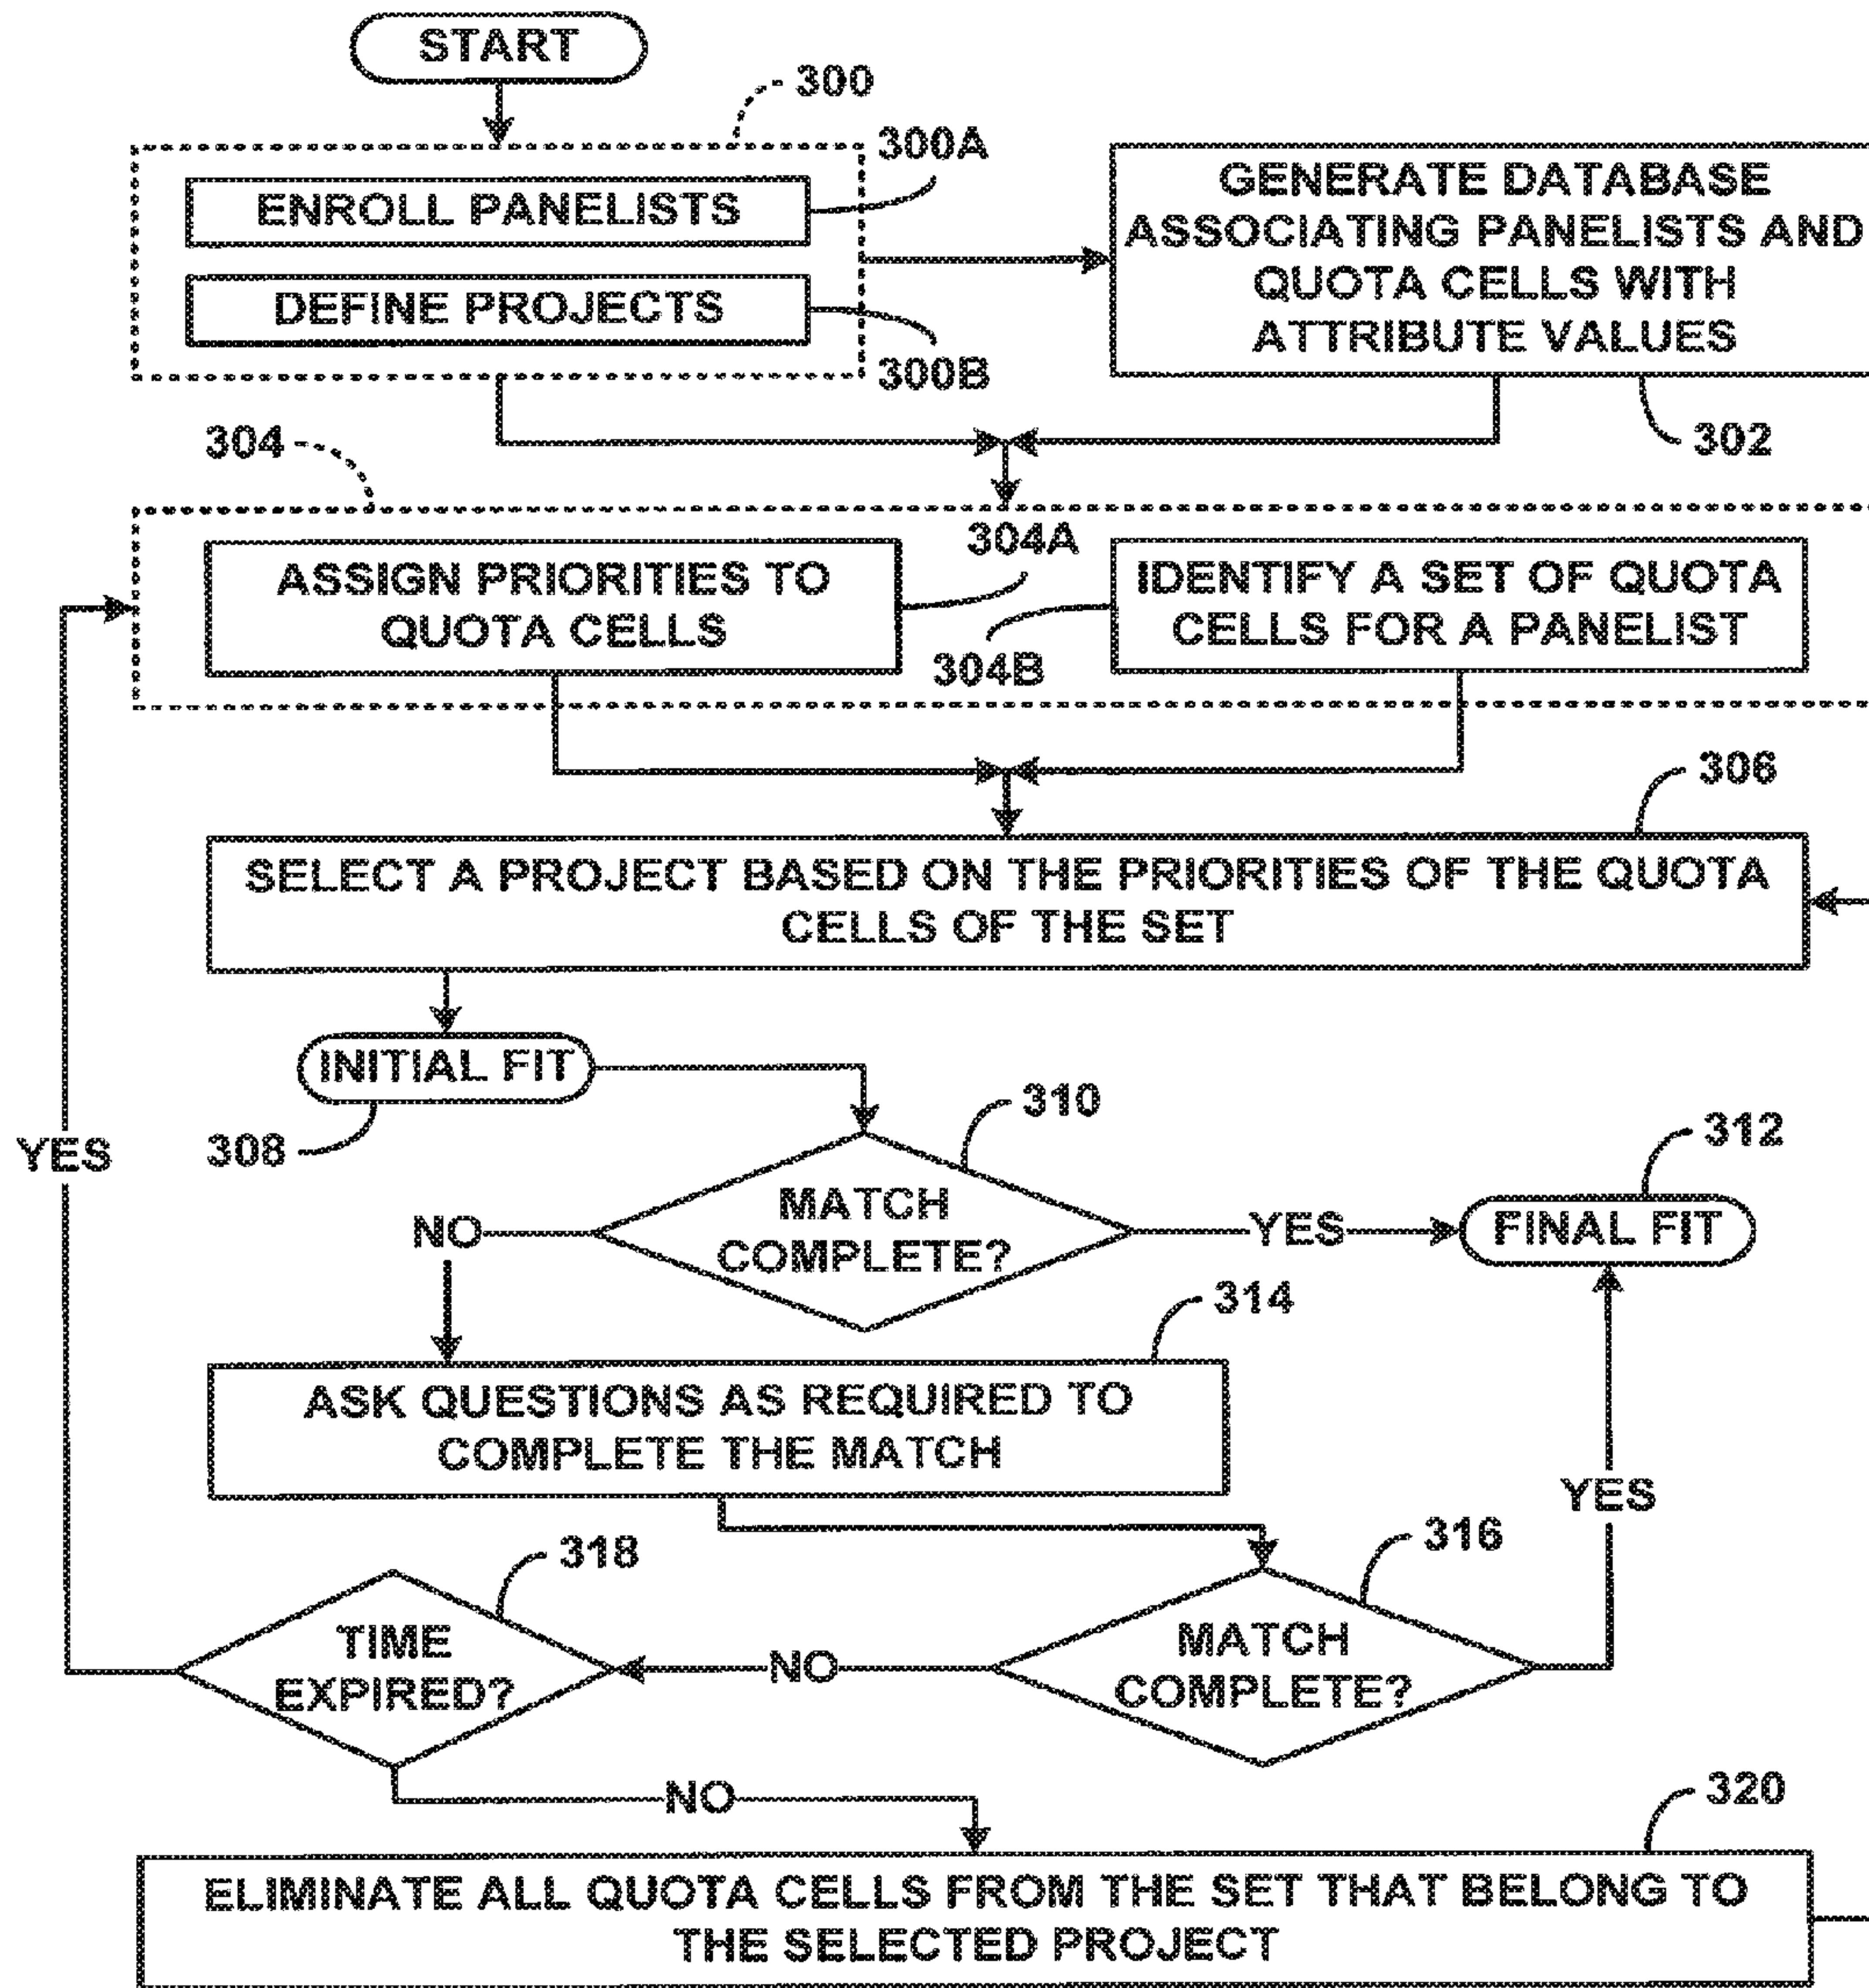 START
300
300A
ENROLL PANELISTS
DEFINE PROJECTS
300B
GENERATE DATABASE
ASSOCIATING PANELISTS AND
QUOTA CELLS WITH
ATTRIBUTE VALUES
302
304
304A
ASSIGN PRIORITIES TO
QUOTA CELLS
304B
IDENTIFY A SET OF QUOTA
CELLS FOR A PANELIST
306
SELECT A PROJECT BASED ON THE PRIORITIES OF THE QUOTA
CELLS OF THE SET
INITIAL FIT
308
310
MATCH
COMPLETE?
YES
312
FINAL FIT
NO
YES
314
ASK QUESTIONS AS REQUIRED TO
COMPLETE THE MATCH
YES
316
MATCH
COMPLETE?
NO
318
TIME
EXPIRED?
NO
320
ELIMINATE ALL QUOTA CELLS FROM THE SET THAT BELONG TO
THE SELECTED PROJECT